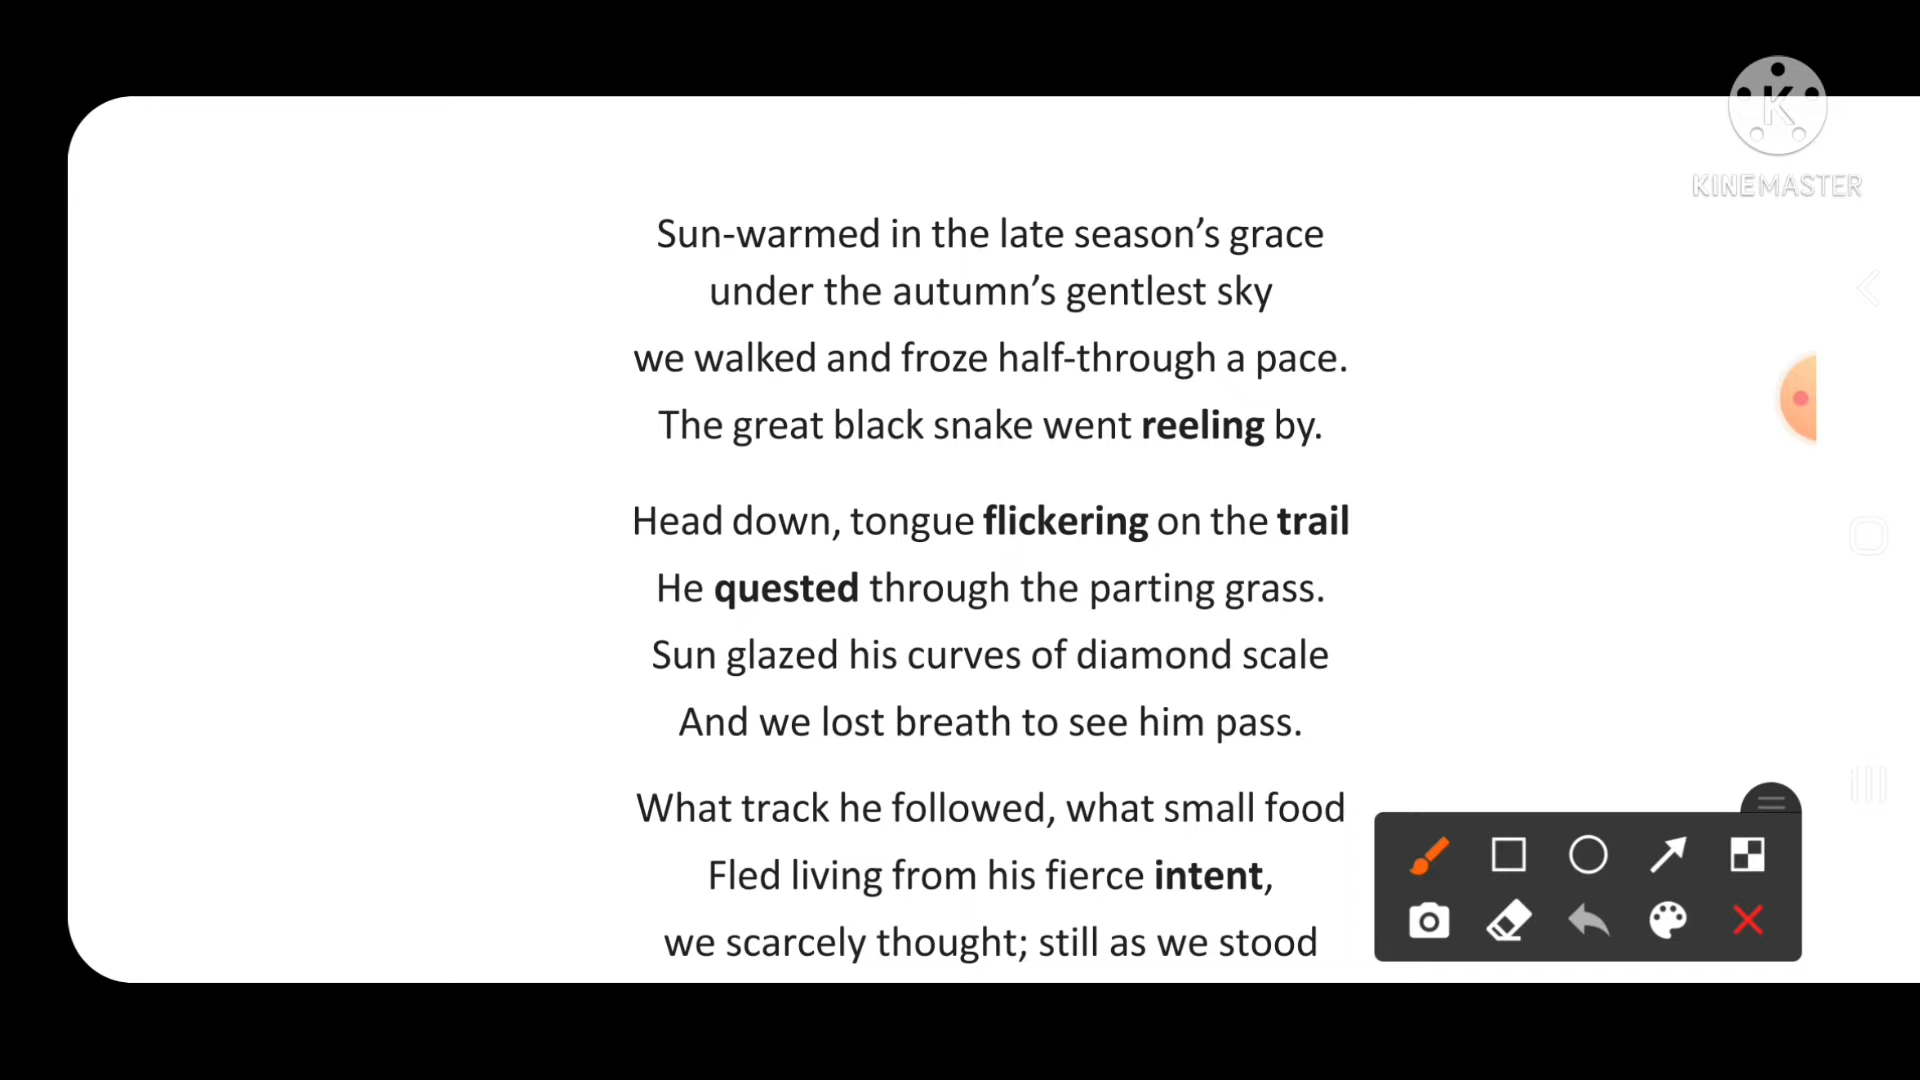 KINEMASTER
Sun-warmed in the late season’s grace
under the autumn’s gentlest sky
we walked and froze half-through a pace.
The great black snake went reeling by.
Head down, tongue flickering on the trail
He quested through the parting grass.
Sun glazed his curves of diamond scale
And we lost breath to see him pass.
What track he followed, what small food
Fled living from his fierce intent,
we scarcely thought; still as we stood